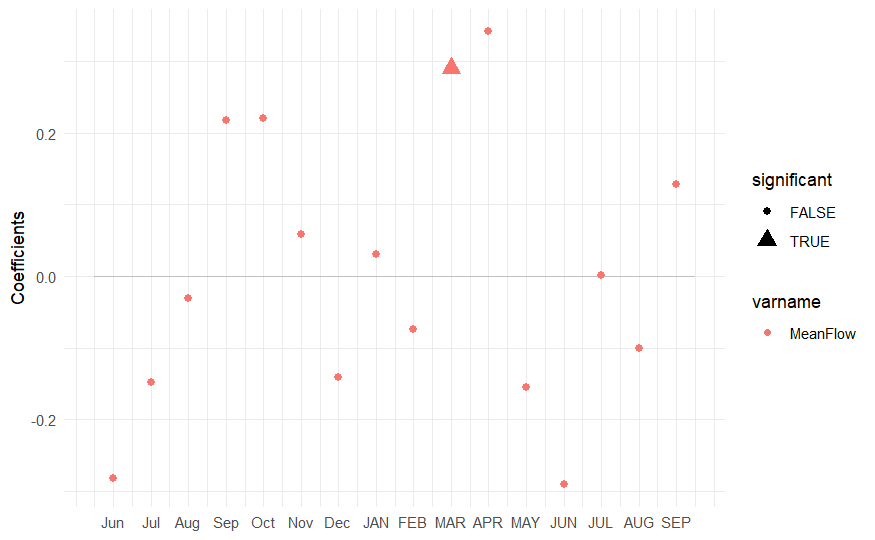 Coefficients
0.2
0.0
-0.2
Jun Jul Aug Sep Oct Nov Dec JAN FEB MAR APR MAY JUN JUL AUG SEP
significant
FALSE
TRUE
varname
MeanFlow